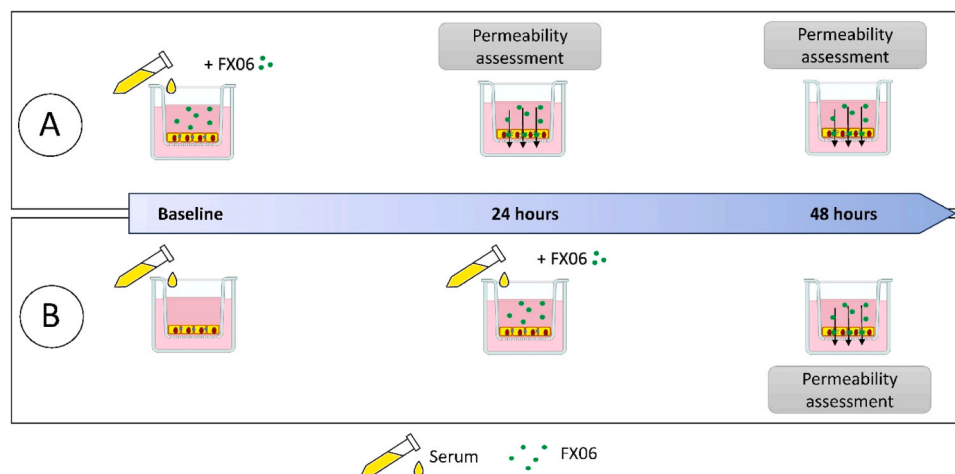 Permeability
assessment
Permeability
assessment
+ FX06
A
Baseline
24 hours
48 hours
+ FX06
B
Permeability
assessment
Serum
FX06